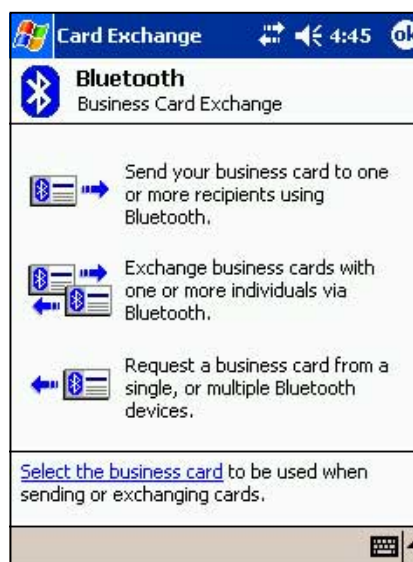 Card Exchange 4:45 ok
Bluetooth
Business Card Exchange
Send your business card to one
or more recipients using
Bluetooth.
Exchange business cards with
one or more individuals via
Bluetooth.
Request a business card from a
single, or multiple Bluetooth
devices.
Select the business card to be used when
sending or exchanging cards.